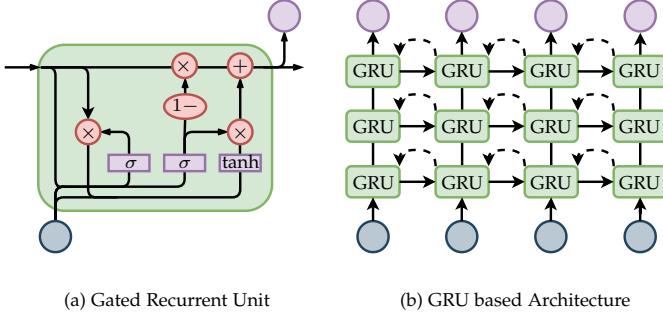 × +
1−
× ×
σ σ tanh
GRU GRU GRU GRU
GRU GRU GRU GRU
GRU GRU GRU GRU
(a) Gated Recurrent Unit
(b) GRU based Architecture